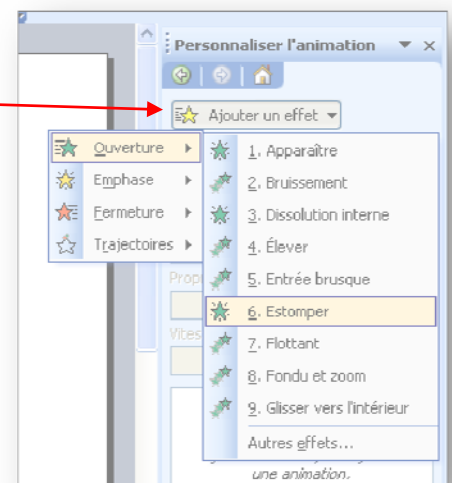 Personnaliser l'animation
Ajouter un effet
Ouverture
Emphase
Fermeture
Trajectoires
1. Apparaître
2. Bruissement
3. Dissolution interne
4. Élever
5. Entrée brusque
6. Estomper
7. Flottant
8. Fondu et zoom
9. Glisser vers l'intérieur
Autres effets...
une animation.